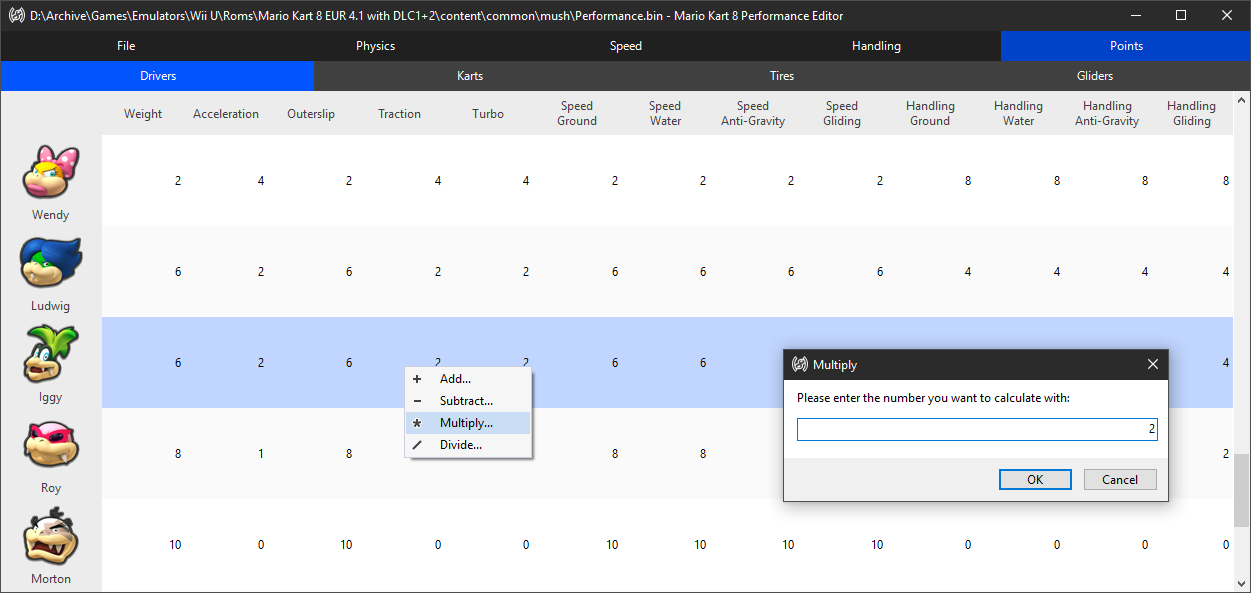 D:\Archive\Games\Emulators\Wii U\Roms\Mario Kart 8 EUR 4.1 with DLC1+2\content\common\mush\Performance.bin - Mario Kart 8 Performance Editor
File Physics Speed Handling Points
Drivers Karts Tires Gliders
Weight Acceleration Outerslip Traction Turbo Speed Ground Speed Water Speed Anti-Gravity Speed Gliding Handling Ground Handling Water Handling Anti-Gravity Handling Gliding
2 4 2 4 4 2 2 2 2 8 8 8 8
Wendy
6 2 6 2 2 6 6 6 6 4 4 4 4
Ludwig
6 2 6 2 2 6 6 4
Iggy
8 1 8 8 8 2
Roy
10 0 10 0 0 10 10 10 10 0 0 0 0
Morton
+ Add...
− Subtract...
* Multiply...
/ Divide...
Multiply
Please enter the number you want to calculate with:
2
OK Cancel